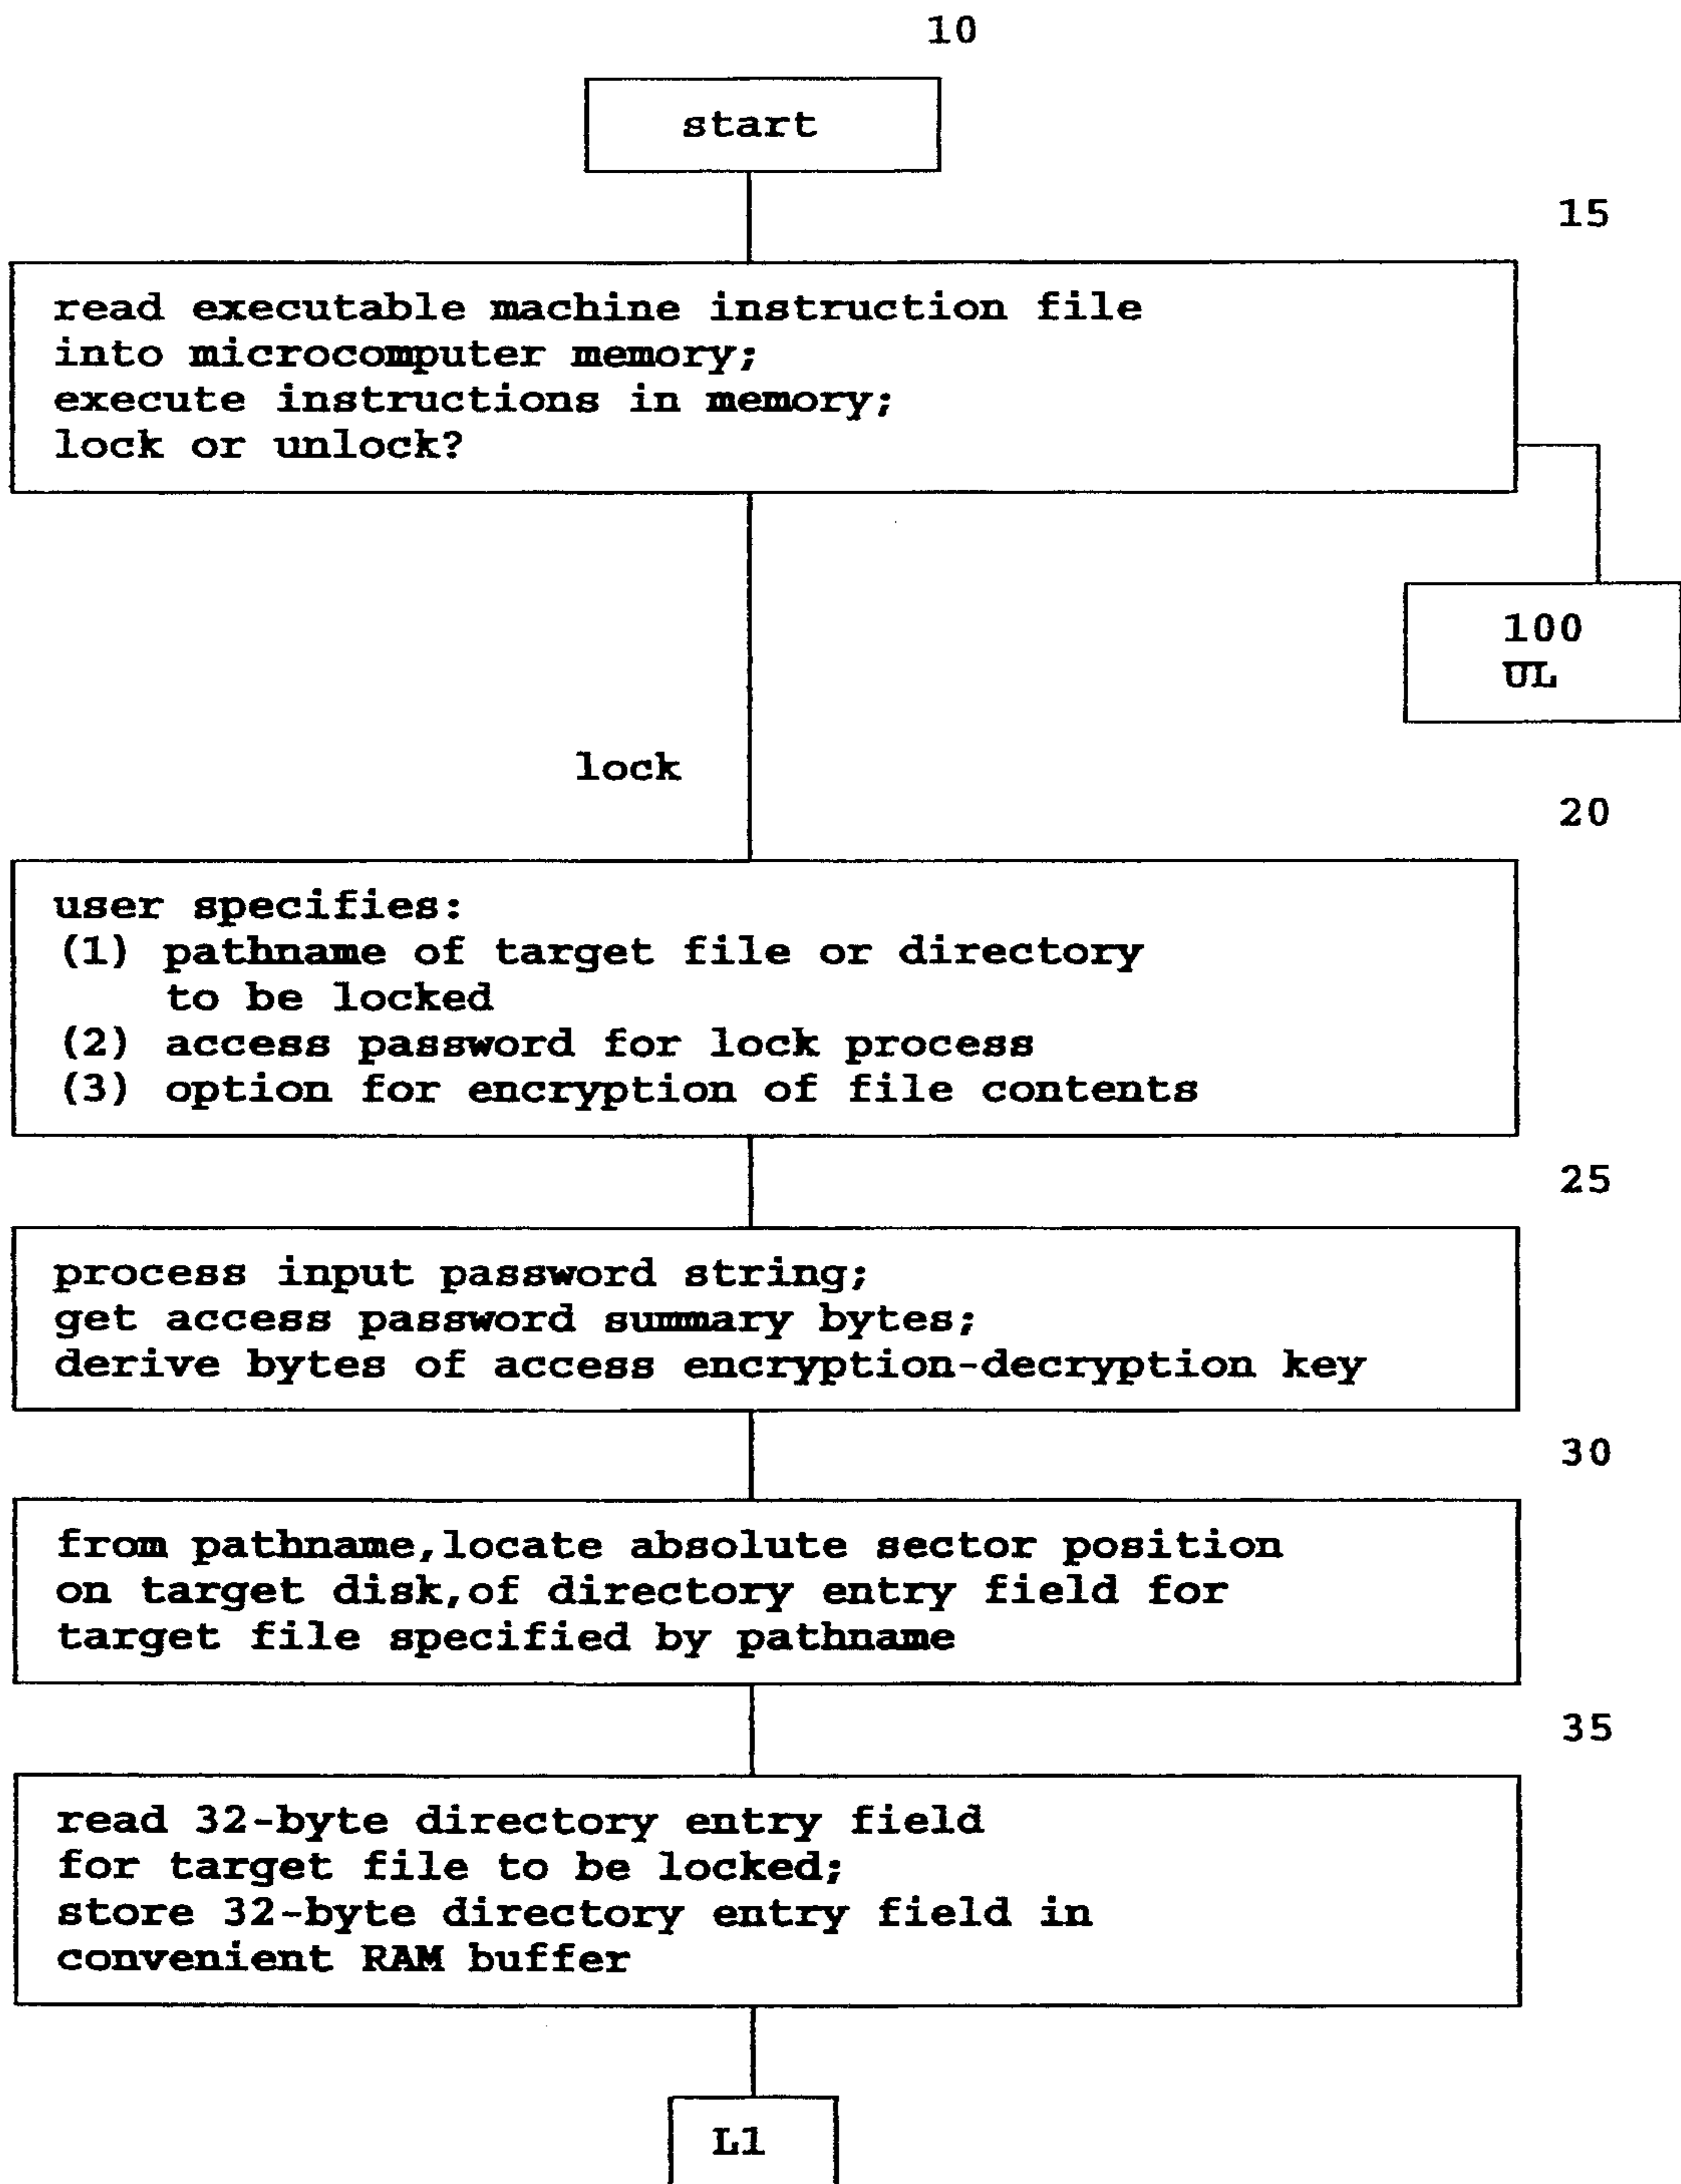 10
start
15
read executable machine instruction file
into microcomputer memory;
execute instructions in memory;
lock or unlock?
100
UL
lock
20
user specifies:
(1) pathname of target file or directory
to be locked
(2) access password for lock process
(3) option for encryption of file contents
25
process input password string;
get access password summary bytes;
derive bytes of access encryption-decryption key
30
from pathname,locate absolute sector position
on target disk,of directory entry field for
target file specified by pathname
35
read 32-byte directory entry field
for target file to be locked;
store 32-byte directory entry field in
convenient RAM buffer
L1